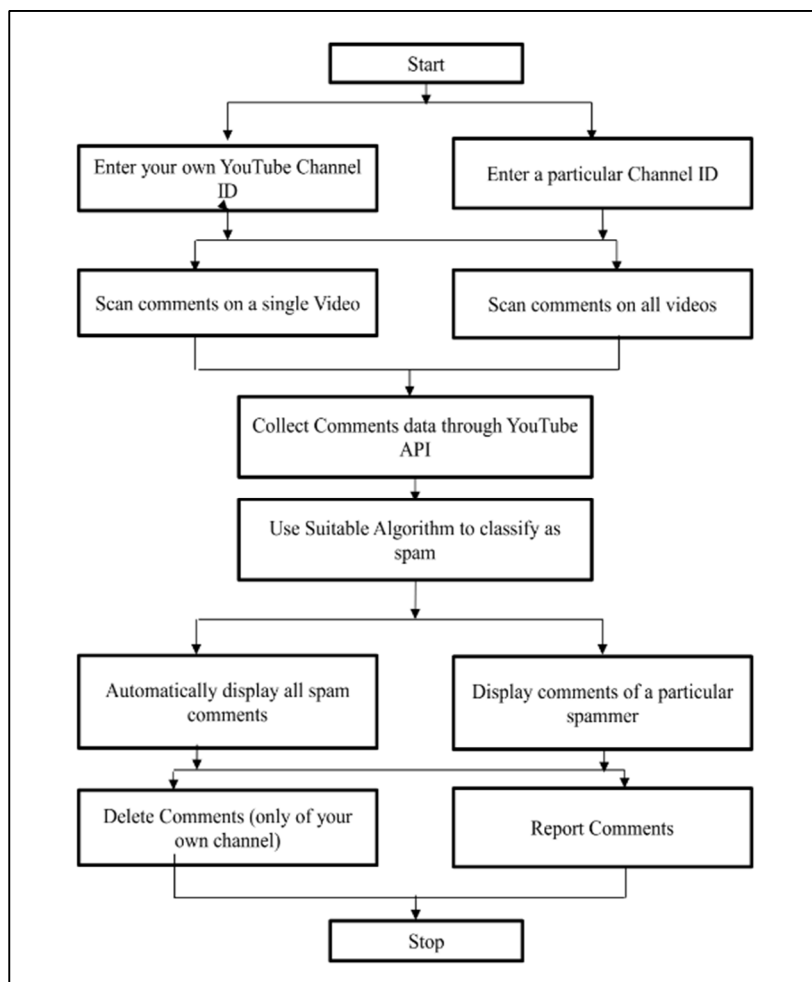 Start
Enter your own YouTube Channel
ID
Enter a particular Channel ID
Scan comments on a single Video
Scan comments on all videos
Collect Comments data through YouTube
API
Use Suitable Algorithm to classify as
spam
Automatically display all spam
comments
Display comments of a particular
spammer
Delete Comments (only of your
own channel)
Report Comments
Stop